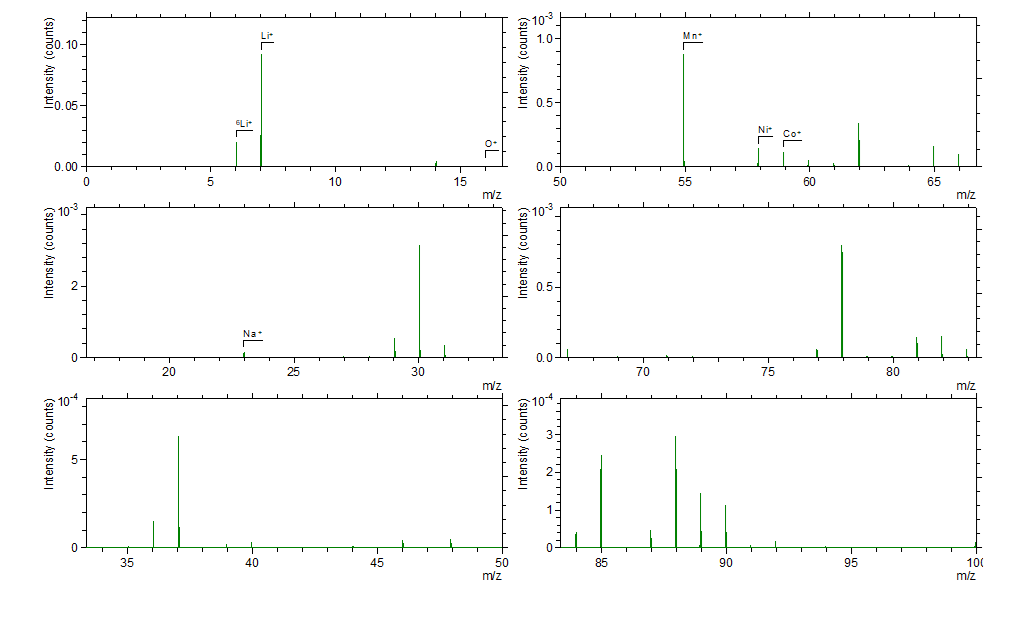 Intensity (counts)
0.10
0.05
0.00
Li⁺
⁶Li⁺
O⁺
0 5 10 15
m/z
Intensity (counts)
10⁻³
1.0
0.5
0.0
Mn⁺
Ni⁺
Co⁺
50 55 60 65
m/z
Intensity (counts)
10⁻³
2
0
Na⁺
20 25 30
m/z
Intensity (counts)
10⁻³
0.5
0.0
70 75 80
m/z
Intensity (counts)
10⁻⁴
5
0
35 40 45 50
m/z
Intensity (counts)
10⁻⁴
3
2
1
0
85 90 95 100
m/z